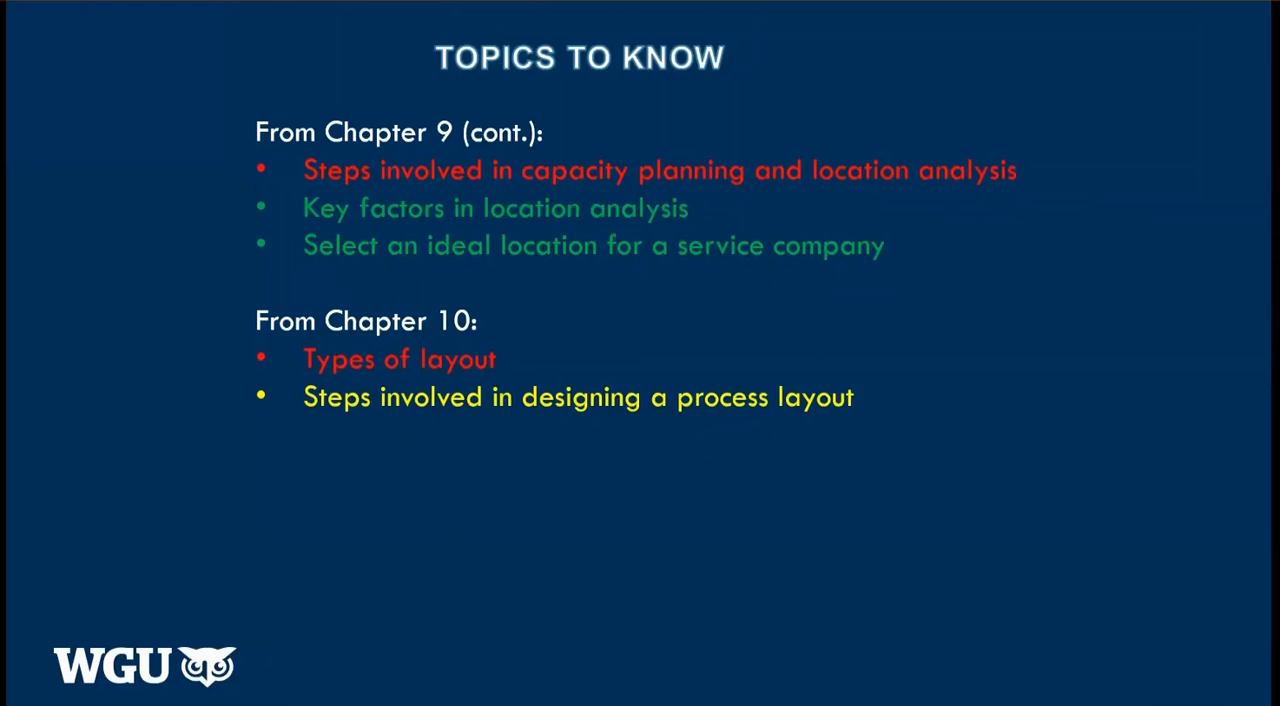 TOPICS TO KNOW
From Chapter 9 (cont.):
• Steps involved in capacity planning and location analysis
• Key factors in location analysis
• Select an ideal location for a service company
From Chapter 10:
• Types of layout
• Steps involved in designing a process layout
WGU